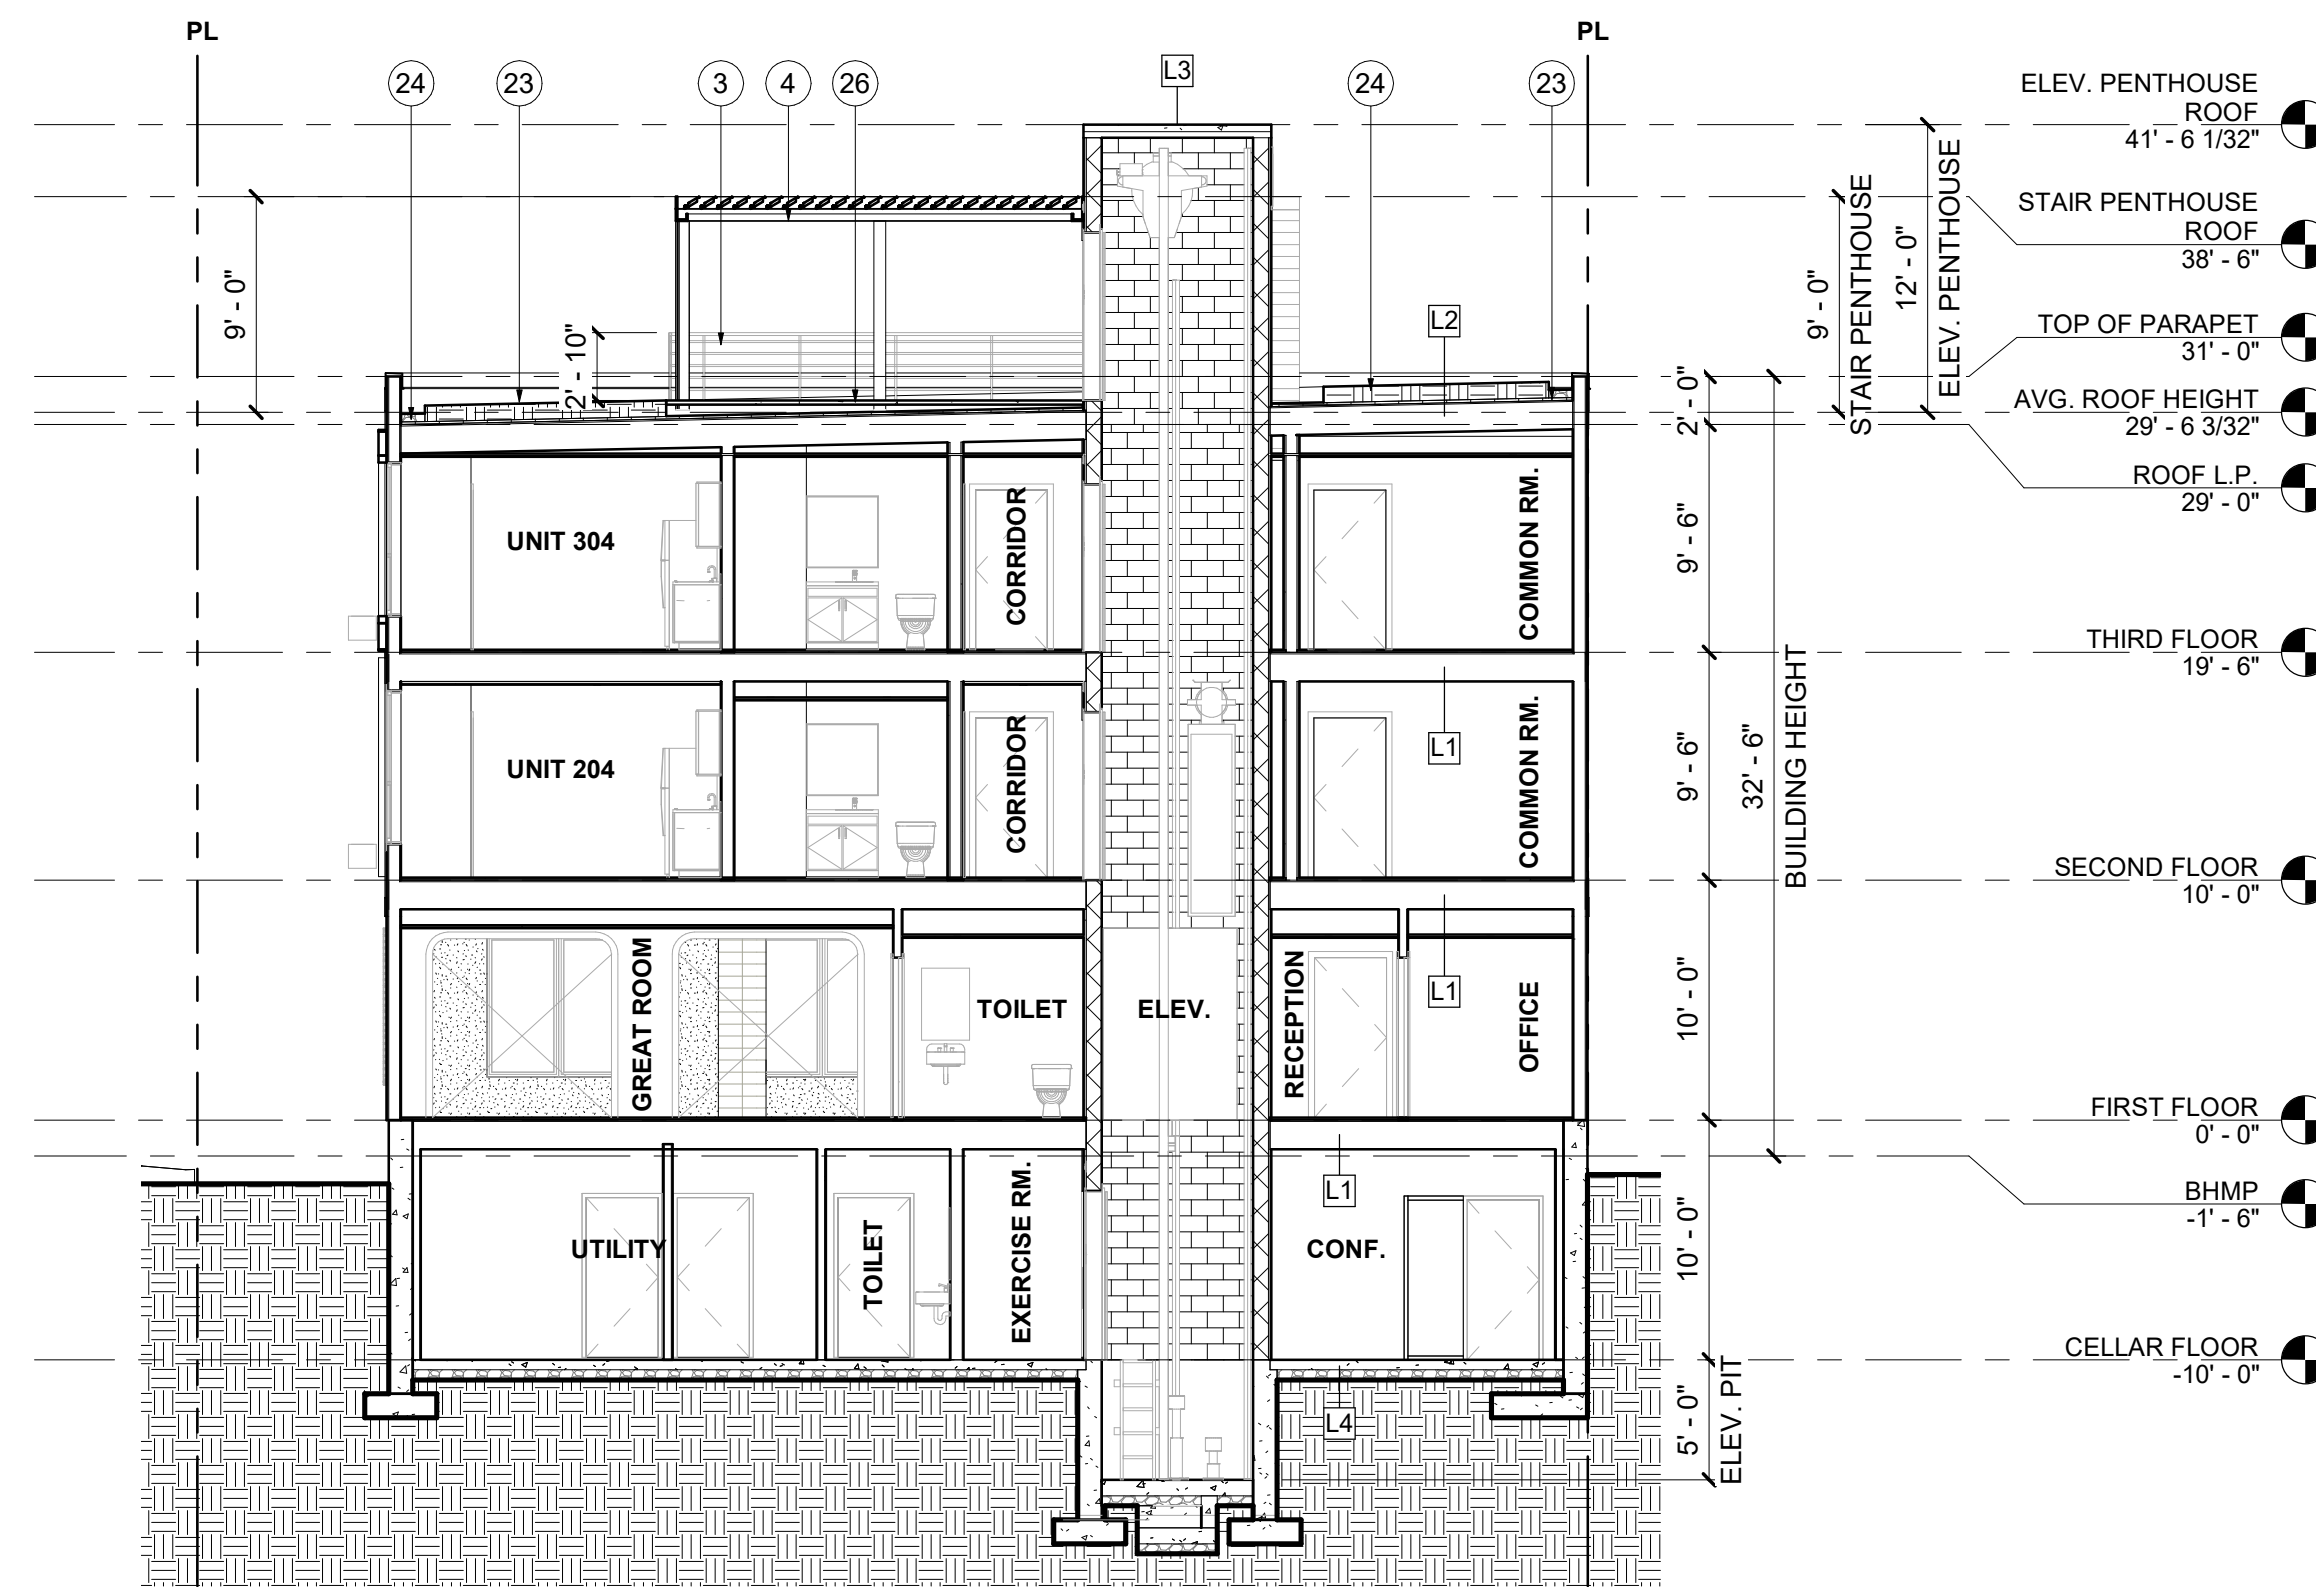 PL
PL
24
23
3
4
26
L3
24
23
ELEV. PENTHOUSE
ROOF
41' - 6 1/32"
STAIR PENTHOUSE
ROOF
38' - 6"
TOP OF PARAPET
31' - 0"
AVG. ROOF HEIGHT
29' - 6 3/32"
ROOF L.P.
29' - 0"
THIRD FLOOR
19' - 6"
SECOND FLOOR
10' - 0"
FIRST FLOOR
0' - 0"
BHMP
-1' - 6"
CELLAR FLOOR
-10' - 0"
9' - 0"
2' - 10"
L2
9' - 0"
STAIR PENTHOUSE
12' - 0"
ELEV. PENTHOUSE
2' - 0"
9' - 6"
9' - 6"
10' - 0"
10' - 0"
5' - 0"
ELEV. PIT
32' - 6"
BUILDING HEIGHT
UNIT 304
CORRIDOR
COMMON RM.
UNIT 204
CORRIDOR
L1
COMMON RM.
GREAT ROOM
TOILET
ELEV.
RECEPTION
L1
OFFICE
UTILITY
TOILET
EXERCISE RM.
L1
CONF.
L4